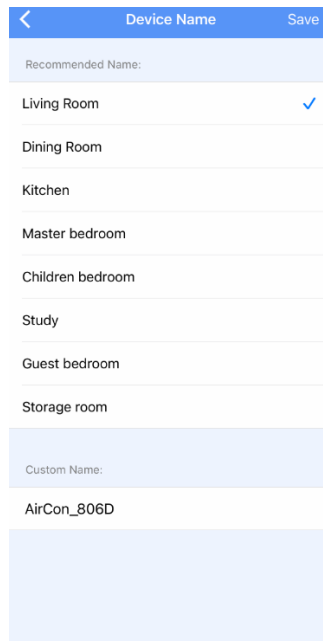 Device Name
Save
Recommended Name:
Living Room
Dining Room
Kitchen
Master bedroom
Children bedroom
Study
Guest bedroom
Storage room
Custom Name:
AirCon_806D